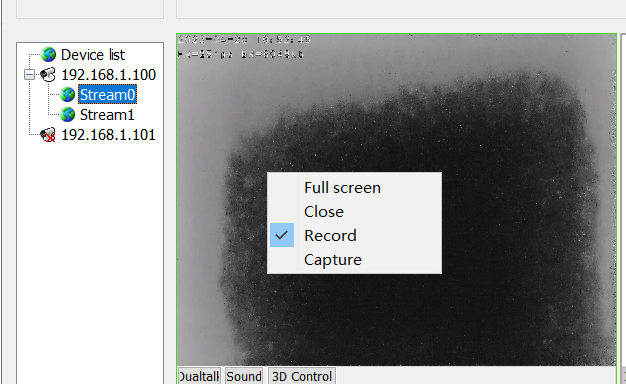 Device list
192.168.1.100
Stream0
Stream1
192.168.1.101
Full screen
Close
Record
Capture
Dualtalk
Sound
3D Control